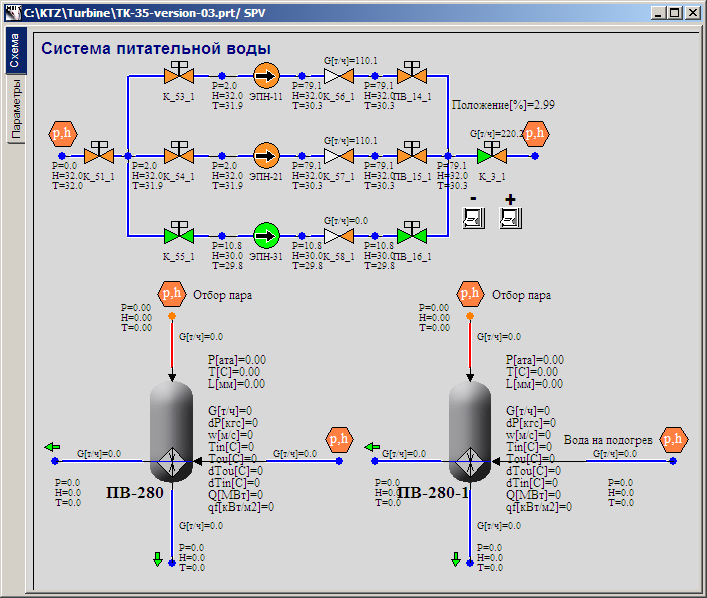 C:\KTZ\Turbine\TK-35-version-03.prt/ SPV
Схема
Параметры
Система питательной воды
K_53_1
P=2.0
H=32.0
T=31.9
ЭПН-11
P=79.1
H=32.0
T=30.3
G[т/ч]=110.1
K_56_1
P=79.1
H=32.0
T=30.3
ПВ_14_1
Положение[%]=2.99
p,h
P=0.0
H=32.0
T=32.0
K_51_1
P=2.0
H=32.0
T=31.9
K_54_1
P=2.0
H=32.0
T=31.9
ЭПН-21
P=79.1
H=32.0
T=30.3
G[т/ч]=110.1
K_57_1
P=79.1
H=32.0
T=30.3
ПВ_15_1
P=79.1
H=32.0
T=30.3
G[т/ч]=220.2
K_3_1
p,h
- +
K_55_1
P=10.8
H=30.0
T=29.8
ЭПН-31
P=10.8
H=30.0
T=29.8
G[т/ч]=0.0
K_58_1
P=10.8
H=30.0
T=29.8
ПВ_16_1
p,h
Отбор пара
P=0.00
H=0.00
T=0.00
G[т/ч]=0.0
P[ата]=0.00
T[C]=0.00
L[мм]=0.00
G[т/ч]=0
dP[кгс]=0
w[м/с]=0
Tin[C]=0
Tou[C]=0
dTou[C]=0
dTin[C]=0
Q[МВт]=0
qf[кВт/м2]=0
G[т/ч]=0.0
P=0.0
H=0.0
T=0.0
ПВ-280
G[т/ч]=0.0
p,h
G[т/ч]=0.0
P=0.0
H=0.0
T=0.0
p,h
Отбор пара
P=0.00
H=0.00
T=0.00
G[т/ч]=0.0
P[ата]=0.00
T[C]=0.00
L[мм]=0.00
G[т/ч]=0
dP[кгс]=0
w[м/с]=0
Tin[C]=0
Tou[C]=0
dTou[C]=0
dTin[C]=0
Q[МВт]=0
qf[кВт/м2]=0
G[т/ч]=0.0
P=0.0
H=0.0
T=0.0
ПВ-280-1
Вода на подогрев
p,h
G[т/ч]=0.0
P=0.0
H=0.0
T=0.0
G[т/ч]=0.0
P=0.0
H=0.0
T=0.0